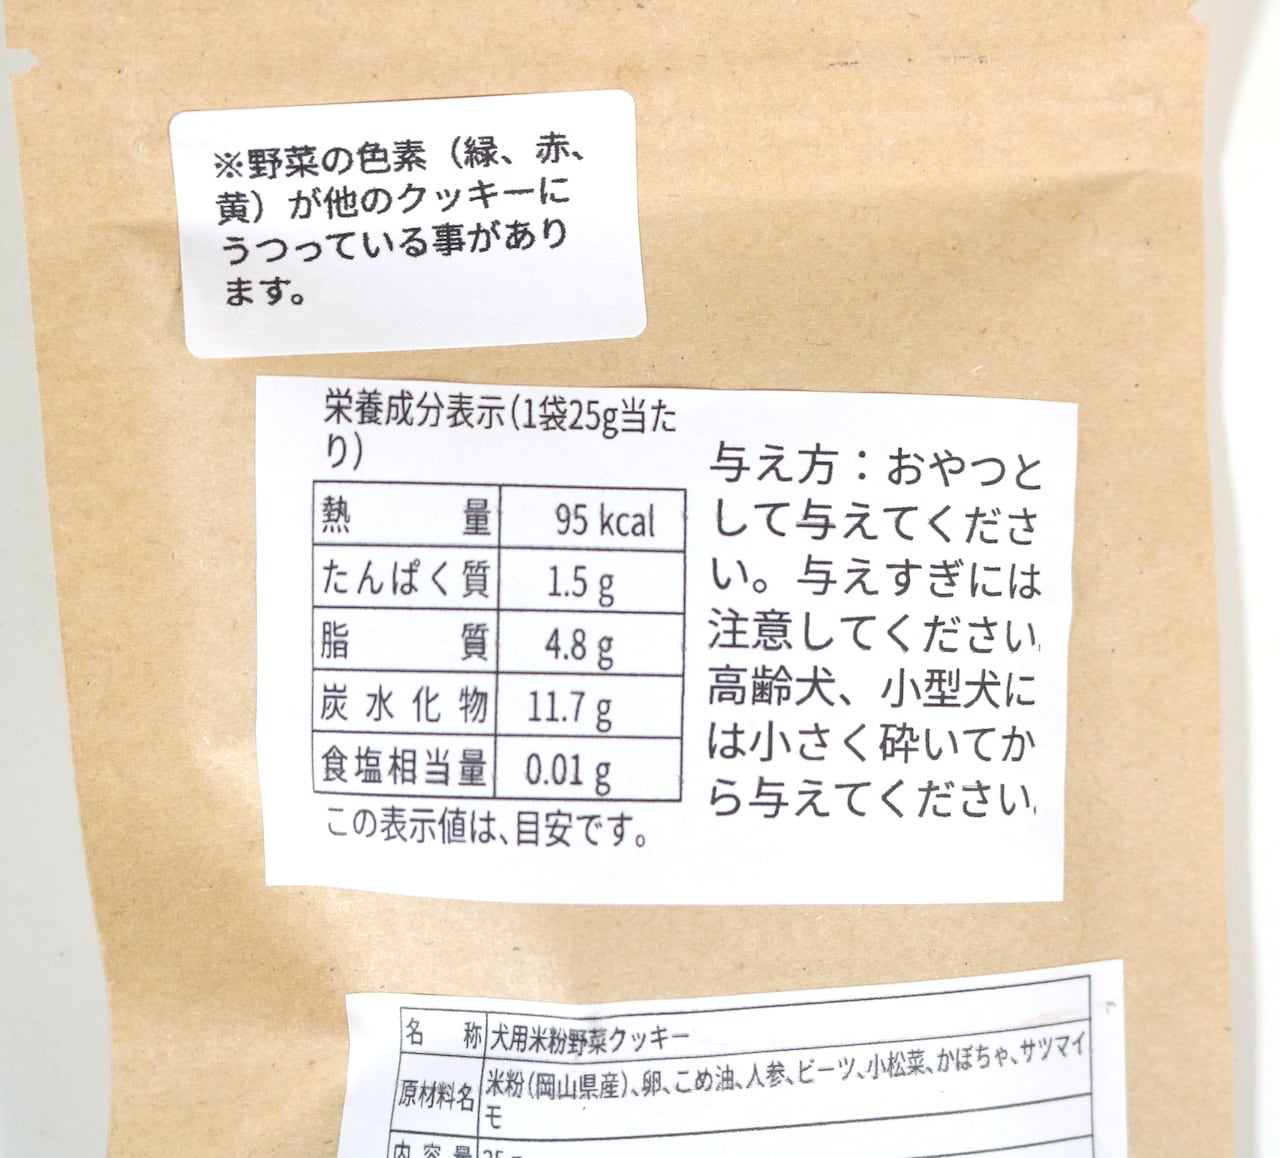 ※野菜の色素（緑、赤、
黄）が他のクッキーに
うつっている事があり
ます。
栄養成分表示（1袋25g当た
り）
熱量 95 kcal
たんぱく質 1.5 g
脂質 4.8 g
炭水化物 11.7 g
食塩相当量 0.01 g
この表示値は、目安です。
与え方：おやつと
して与えてくださ
い。与えすぎには
注意してください。
高齢犬、小型犬に
は小さく砕いてか
ら与えてください。
名称 犬用米粉野菜クッキー
原材料名 米粉（岡山県産）、卵、こめ油、人参、ビーツ、小松菜、かぼちゃ、サツマイ
モ
内容量 25 g